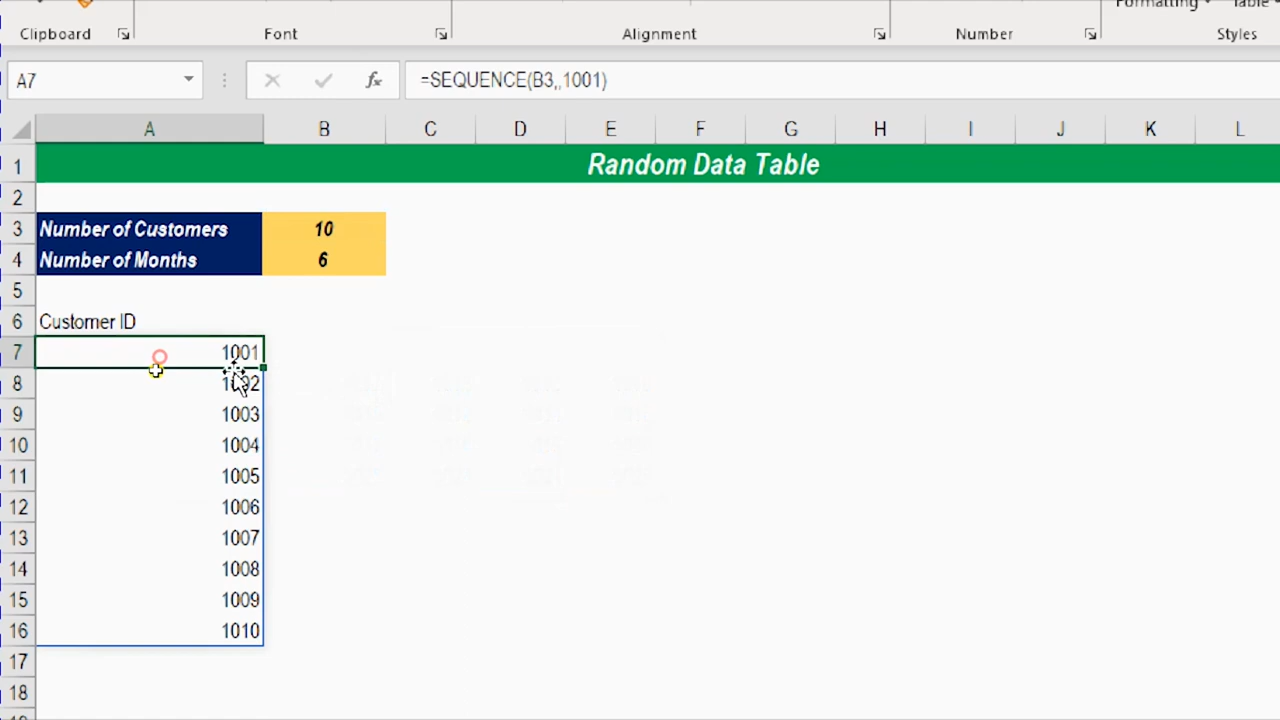 Formatting Table
Clipboard Font Alignment Number Styles
A7 fx =SEQUENCE(B3,,1001)
A B C D E F G H I J K L
1 Random Data Table
2
3 Number of Customers 10
4 Number of Months 6
5
6 Customer ID
7 1001
8 1002
9 1003
10 1004
11 1005
12 1006
13 1007
14 1008
15 1009
16 1010
17
18